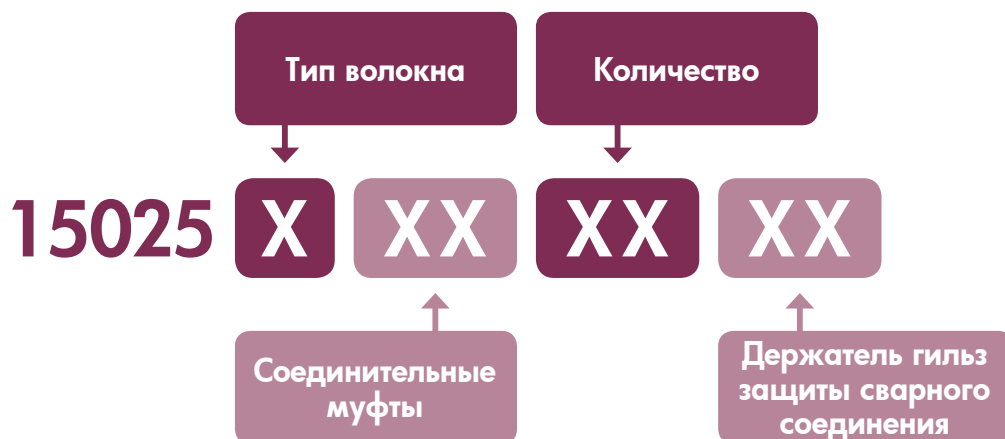 Тип волокна
Количество
15025 X XX XX XX
Соединительные
муфты
Держатель гильз
защиты сварного
соединения